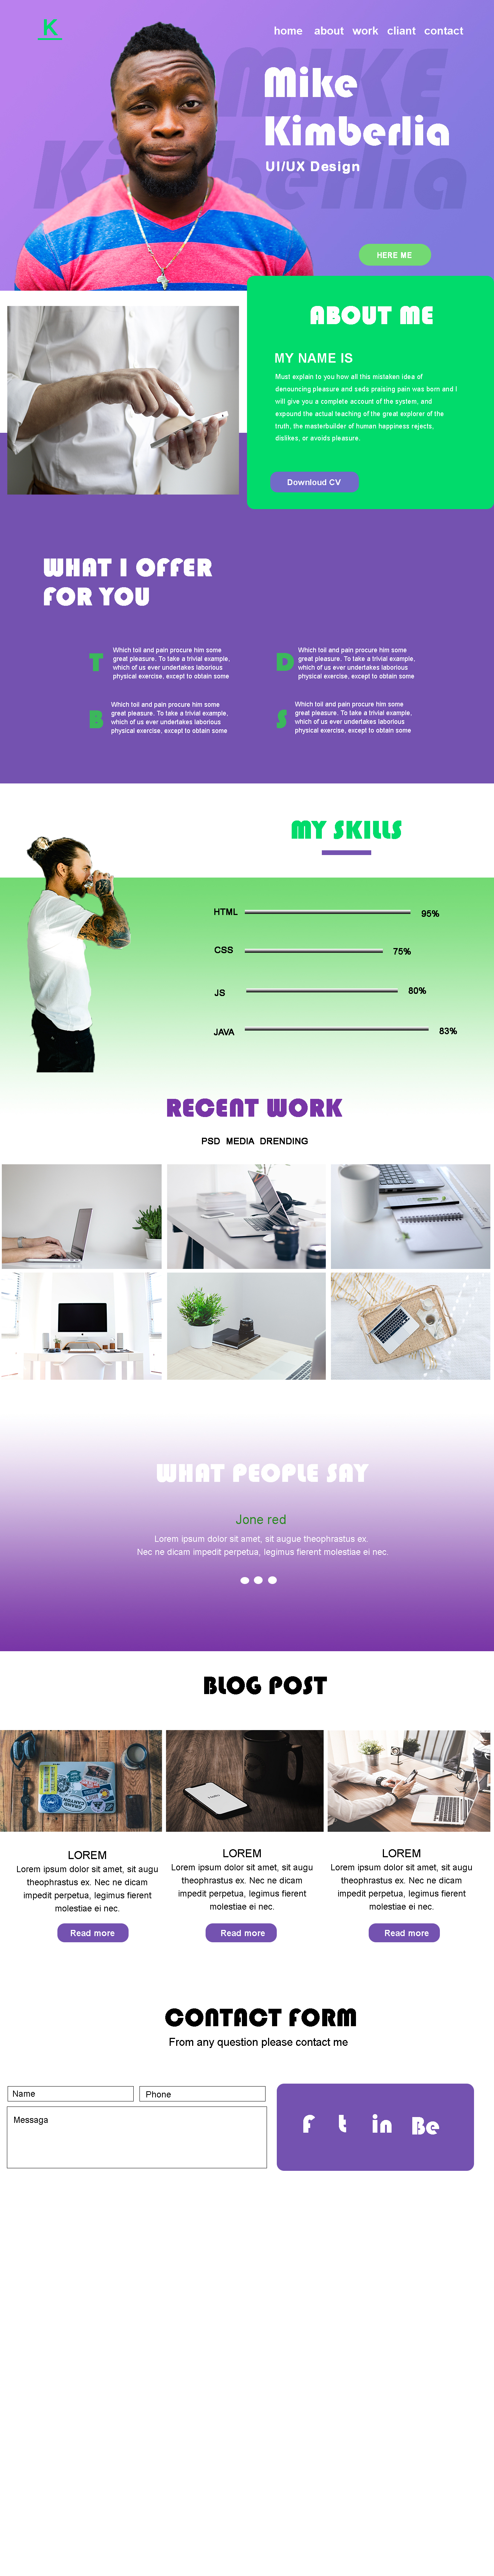 K
home about work cliant contact
MIKE
Kimberlia
Mike
Kimberlia
UI/UX Design
HERE ME
ABOUT ME
MY NAME IS
Must explain to you how all this mistaken idea of
denouncing pleasure and seds praising pain was born and I
will give you a complete account of the system, and
expound the actual teaching of the great explorer of the
truth, the masterbuilder of human happiness rejects,
dislikes, or avoids pleasure.
Downloud CV
WHAT I OFFER
FOR YOU
T
Which toil and pain procure him some
great pleasure. To take a trivial example,
which of us ever undertakes laborious
physical exercise, except to obtain some
D
Which toil and pain procure him some
great pleasure. To take a trivial example,
which of us ever undertakes laborious
physical exercise, except to obtain some
B
Which toil and pain procure him some
great pleasure. To take a trivial example,
which of us ever undertakes laborious
physical exercise, except to obtain some
S
Which toil and pain procure him some
great pleasure. To take a trivial example,
which of us ever undertakes laborious
physical exercise, except to obtain some
MY SKILLS
HTML 95%
CSS 75%
JS 80%
JAVA 83%
RECENT WORK
PSD MEDIA DRENDING
WHAT PEOPLE SAY
Jone red
Lorem ipsum dolor sit amet, sit augue theophrastus ex.
Nec ne dicam impedit perpetua, legimus fierent molestiae ei nec.
BLOG POST
LOREM
Lorem ipsum dolor sit amet, sit augu
theophrastus ex. Nec ne dicam
impedit perpetua, legimus fierent
molestiae ei nec.
Read more
LOREM
Lorem ipsum dolor sit amet, sit augu
theophrastus ex. Nec ne dicam
impedit perpetua, legimus fierent
molestiae ei nec.
Read more
LOREM
Lorem ipsum dolor sit amet, sit augu
theophrastus ex. Nec ne dicam
impedit perpetua, legimus fierent
molestiae ei nec.
Read more
CONTACT FORM
From any question please contact me
Name Phone
Messaga
F t in Be